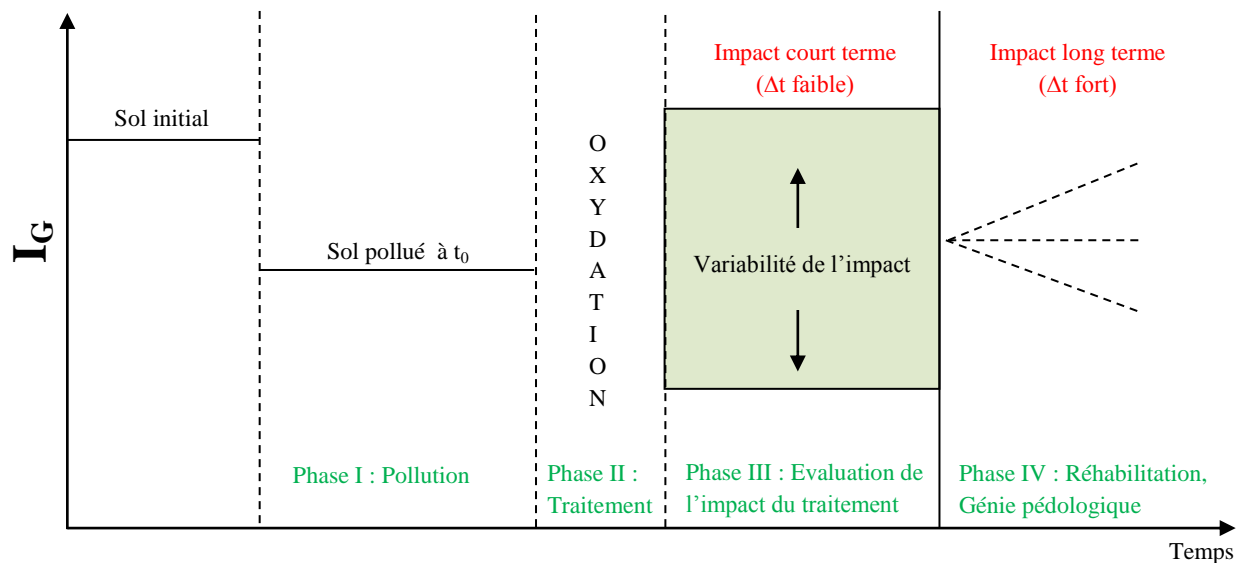 Impact court terme
(Δt faible)
Impact long terme
(Δt fort)
Sol initial
I_G
Sol pollué à t₀
O
X
Y
D
A
T
I
O
N
Variabilité de l’impact
Phase I : Pollution
Phase II :
Traitement
Phase III : Evaluation de
l’impact du traitement
Phase IV : Réhabilitation,
Génie pédologique
Temps